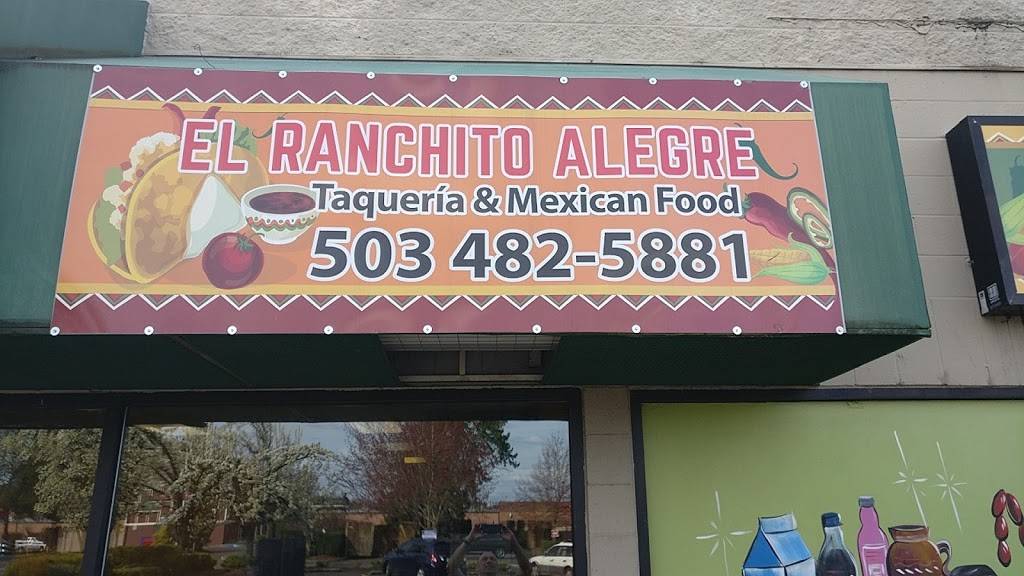 EL RANCHITO ALEGRE
Taquería & Mexican Food
503 482-5881